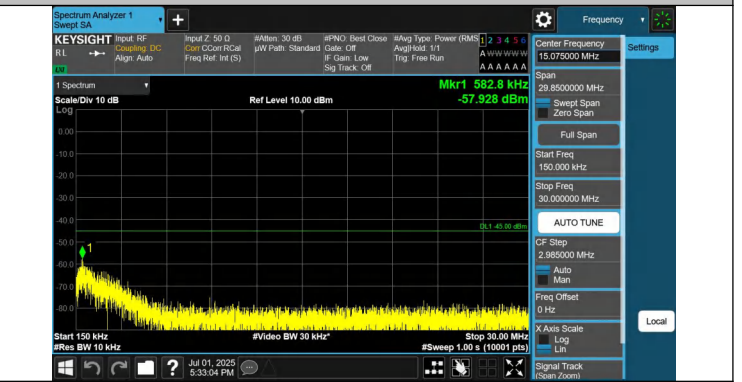 Spectrum Analyzer 1
Swept SA
+
Frequency
KEYSIGHT
RL
Input: RF
Coupling: DC
Align: Auto
Input Z: 50 Ω
Corr CCorr RCal
Freq Ref: Int (S)
#Atten: 30 dB
µW Path: Standard
#PNO: Best Close
Gate: Off
IF Gain: Low
Sig Track: Off
#Avg Type: Power (RMS
Avg|Hold: 1/1
Trig: Free Run
1 2 3 4 5 6
A W W W W W
A A A A A A
1 Spectrum
Scale/Div 10 dB
Log
Ref Level 10.00 dBm
Mkr1 582.8 kHz
-57.928 dBm
0.00
-10.0
-20.0
-30.0
-40.0
-50.0
-60.0
-70.0
-80.0
DL1 -45.00 dBm
1
Start 150 kHz
#Res BW 10 kHz
#Video BW 30 kHz*
Stop 30.00 MHz
#Sweep 1.00 s (10001 pts)
Center Frequency
15.075000 MHz
Settings
Span
29.8500000 MHz
Swept Span
Zero Span
Full Span
Start Freq
150.000 kHz
Stop Freq
30.000000 MHz
AUTO TUNE
CF Step
2.985000 MHz
Auto
Man
Freq Offset
0 Hz
X Axis Scale
Log
Lin
Local
Signal Track
(Span Zoom)
?
Jul 01, 2025
5:33:04 PM